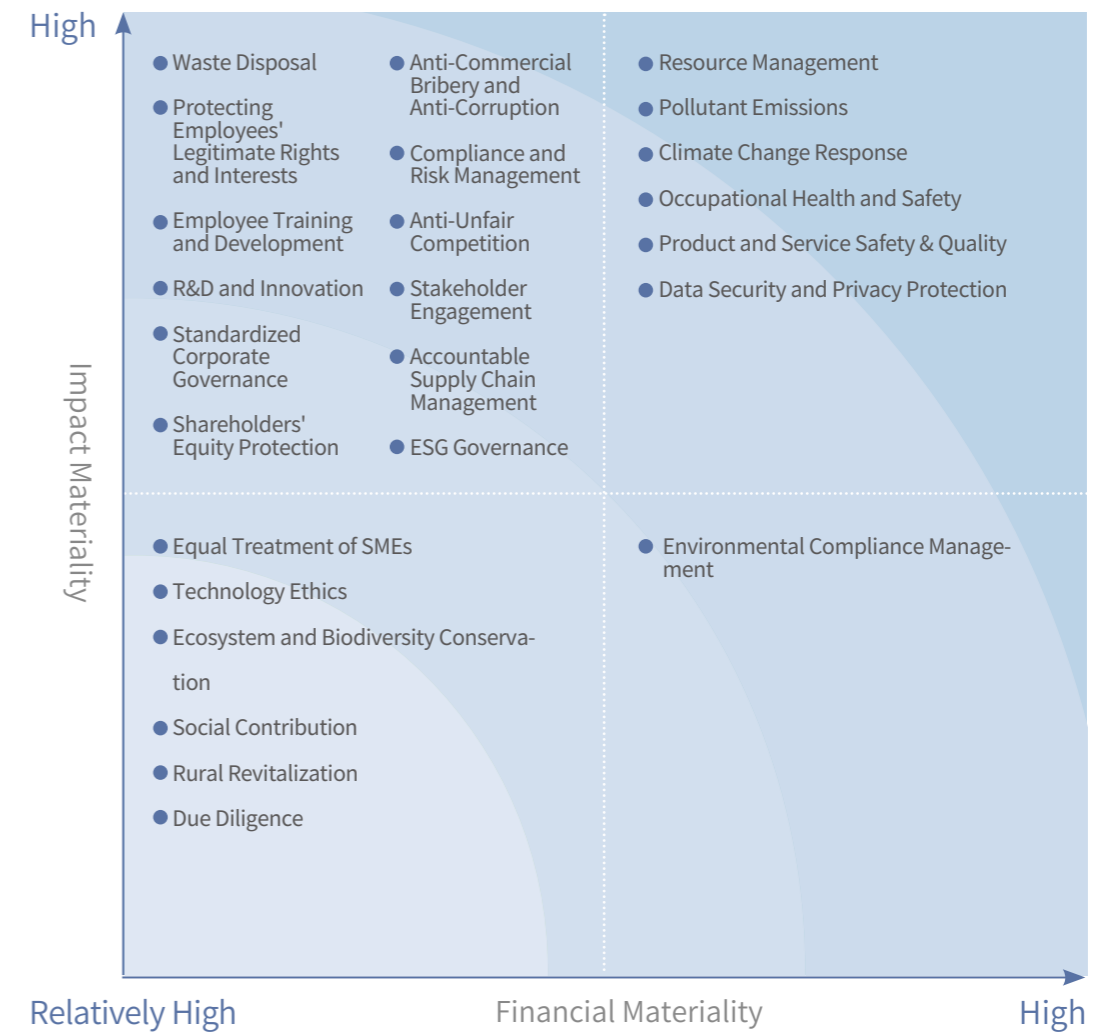 High
Waste Disposal
Protecting
Employees'
Legitimate Rights
and Interests
Employee Training
and Development
R&D and Innovation
Standardized
Corporate
Governance
Shareholders'
Equity Protection
Anti-Commercial
Bribery and
Anti-Corruption
Compliance and
Risk Management
Anti-Unfair
Competition
Stakeholder
Engagement
Accountable
Supply Chain
Management
ESG Governance
Resource Management
Pollutant Emissions
Climate Change Response
Occupational Health and Safety
Product and Service Safety & Quality
Data Security and Privacy Protection
Impact Materiality
Equal Treatment of SMEs
Technology Ethics
Ecosystem and Biodiversity Conserva-
tion
Social Contribution
Rural Revitalization
Due Diligence
Environmental Compliance Manage-
ment
Relatively High
Financial Materiality
High